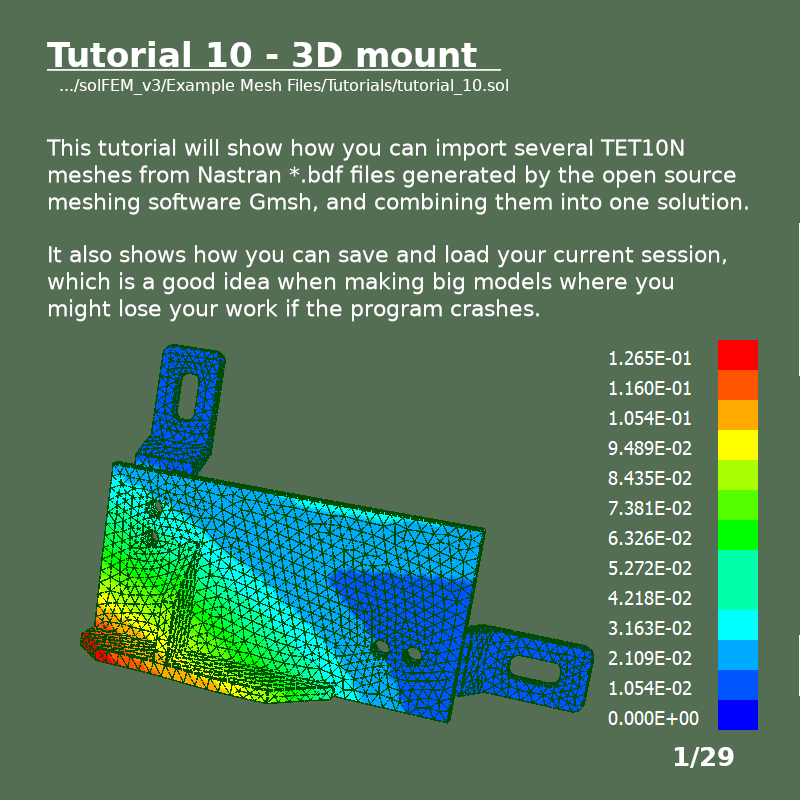 Tutorial 10 - 3D mount
.../solFEM_v3/Example Mesh Files/Tutorials/tutorial_10.sol
This tutorial will show how you can import several TET10N
meshes from Nastran *.bdf files generated by the open source
meshing software Gmsh, and combining them into one solution.
It also shows how you can save and load your current session,
which is a good idea when making big models where you
might lose your work if the program crashes.
1.265E-01
1.160E-01
1.054E-01
9.489E-02
8.435E-02
7.381E-02
6.326E-02
5.272E-02
4.218E-02
3.163E-02
2.109E-02
1.054E-02
0.000E+00
1/29